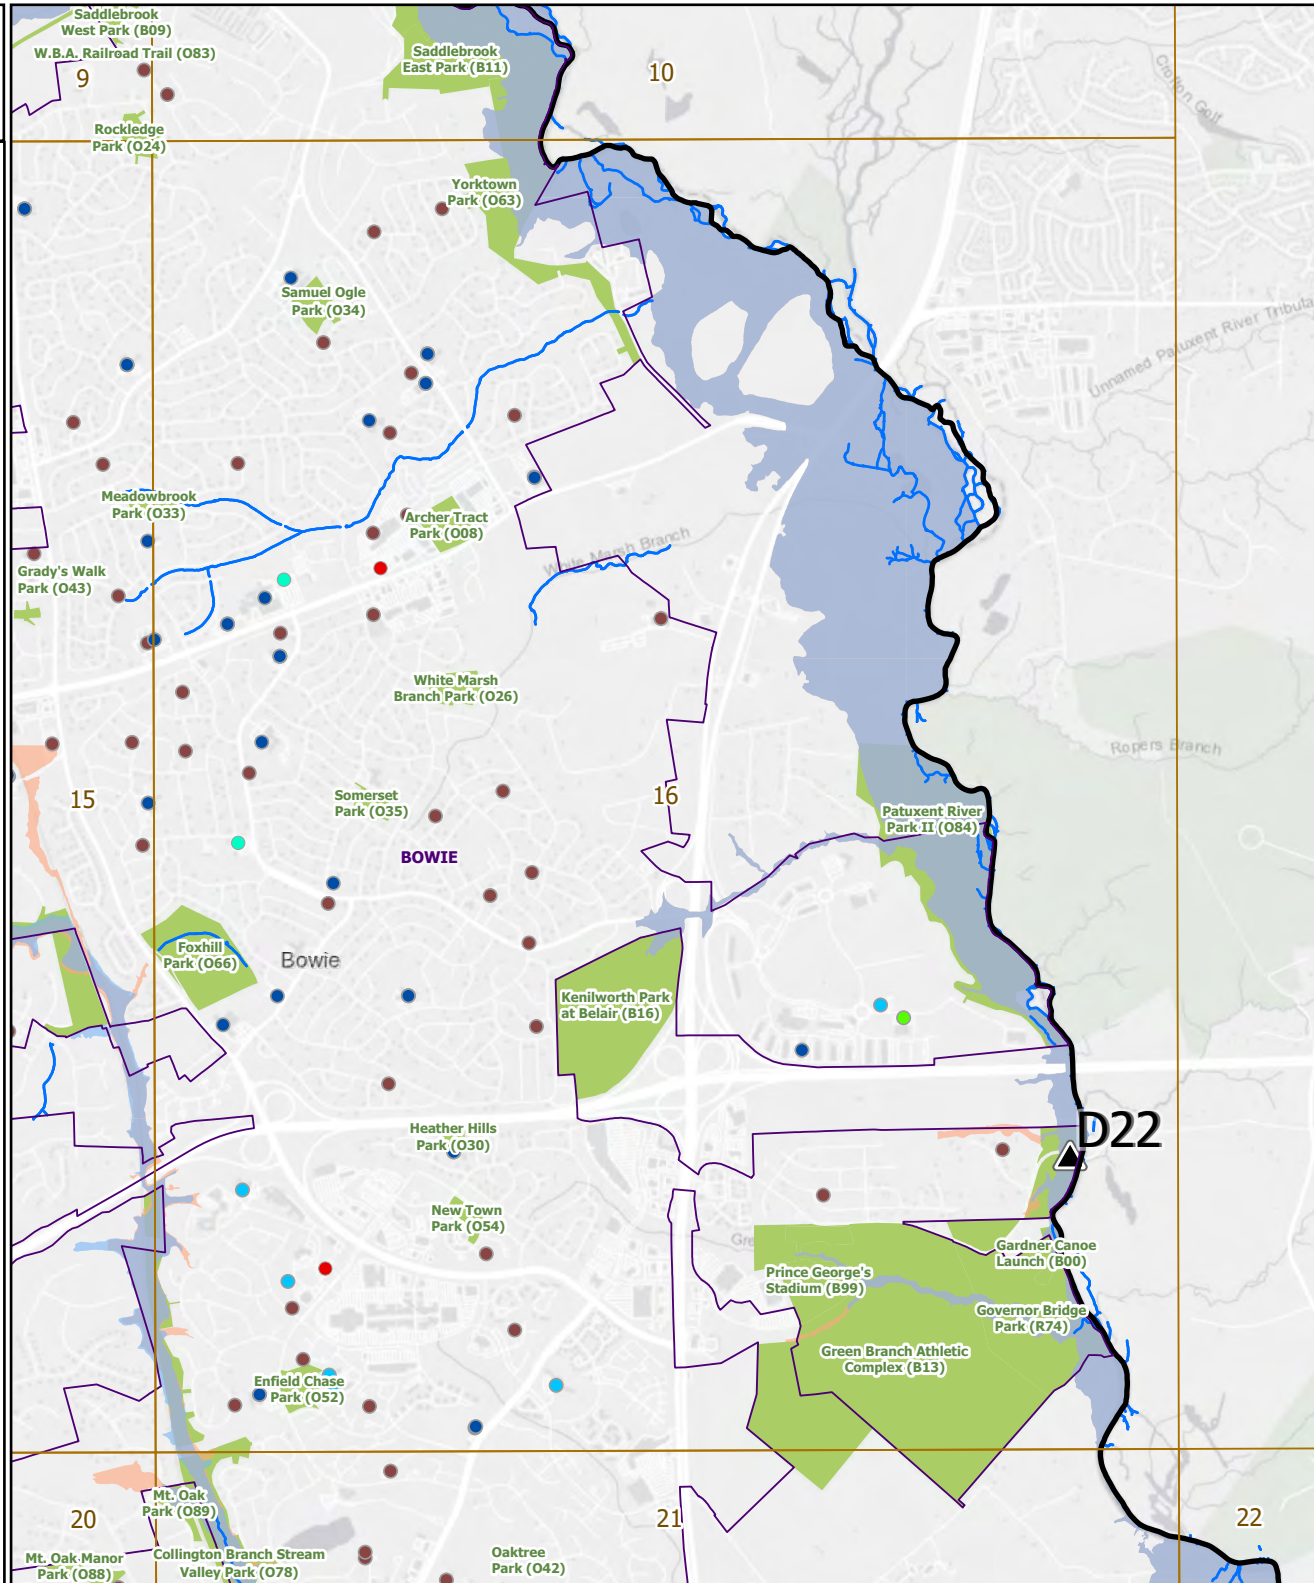 Saddlebrook
West Park (B09)
W.B.A. Railroad Trail (O83)
9
Saddlebrook
East Park (B11)
10
Crofton Golf
Rockledge
Park (O24)
Yorktown
Park (O63)
Samuel Ogle
Park (O34)
Unnamed Patuxent River Tributa
Meadowbrook
Park (O33)
Archer Tract
Park (O08)
White Marsh Branch
Grady's Walk
Park (O43)
White Marsh
Branch Park (O26)
Ropers Branch
15
Somerset
Park (O35)
16
Patuxent River
Park II (O84)
BOWIE
Foxhill
Park (O66)
Bowie
Kenilworth Park
at Belair (B16)
Heather Hills
Park (O30)
D22
New Town
Park (O54)
Gre
Gardner Canoe
Launch (B00)
Prince George's
Stadium (B99)
Governor Bridge
Park (R74)
Green Branch Athletic
Complex (B13)
Enfield Chase
Park (O52)
Mt. Oak
Park (O89)
20
21
22
Mt. Oak Manor
Park (O88)
Collington Branch Stream
Valley Park (O78)
Oaktree
Park (O42)